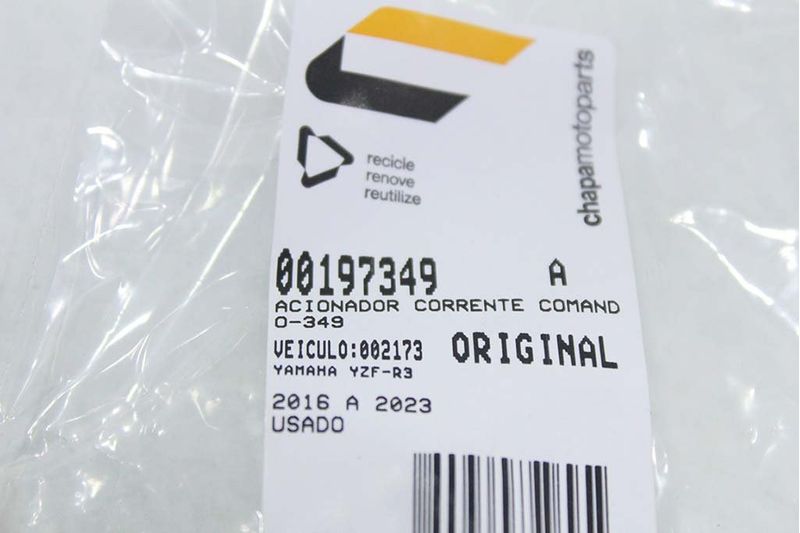 recicle
renove
reutilize
chapamotoparts
00197349 A
ACIONADOR CORRENTE COMAND
O-349
VEICULO:002173 ORIGINAL
YAMAHA YZF-R3
2016 A 2023
USADO